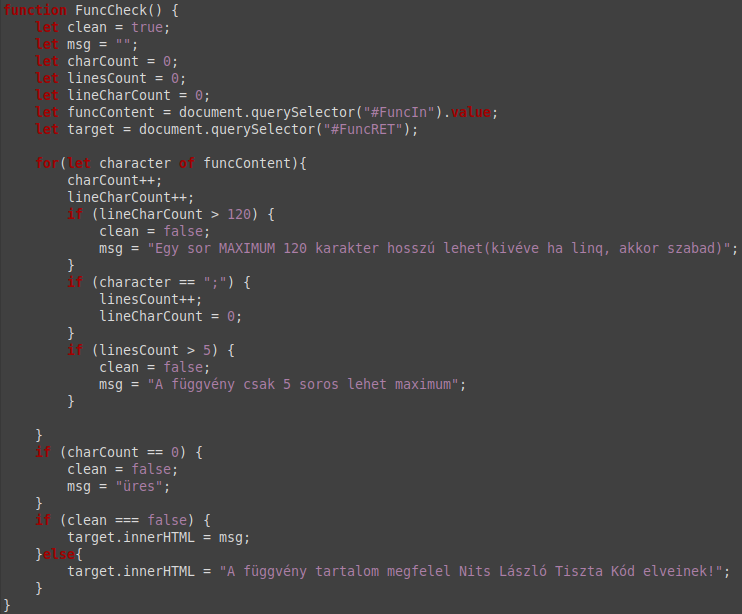 function FuncCheck() {
    let clean = true;
    let msg = "";
    let charCount = 0;
    let linesCount = 0;
    let lineCharCount = 0;
    let funcContent = document.querySelector("#FuncIn").value;
    let target = document.querySelector("#FuncRET");

    for(let character of funcContent){
        charCount++;
        lineCharCount++;
        if (lineCharCount > 120) {
            clean = false;
            msg = "Egy sor MAXIMUM 120 karakter hosszú lehet(kivéve ha linq, akkor szabad)";
        }
        if (character == ";") {
            linesCount++;
            lineCharCount = 0;
        }
        if (linesCount > 5) {
            clean = false;
            msg = "A függvény csak 5 soros lehet maximum";
        }

    }
    if (charCount == 0) {
        clean = false;
        msg = "üres";
    }
    if (clean === false) {
        target.innerHTML = msg;
    }else{
        target.innerHTML = "A függvény tartalom megfelel Nits László Tiszta Kód elveinek!";
    }
}